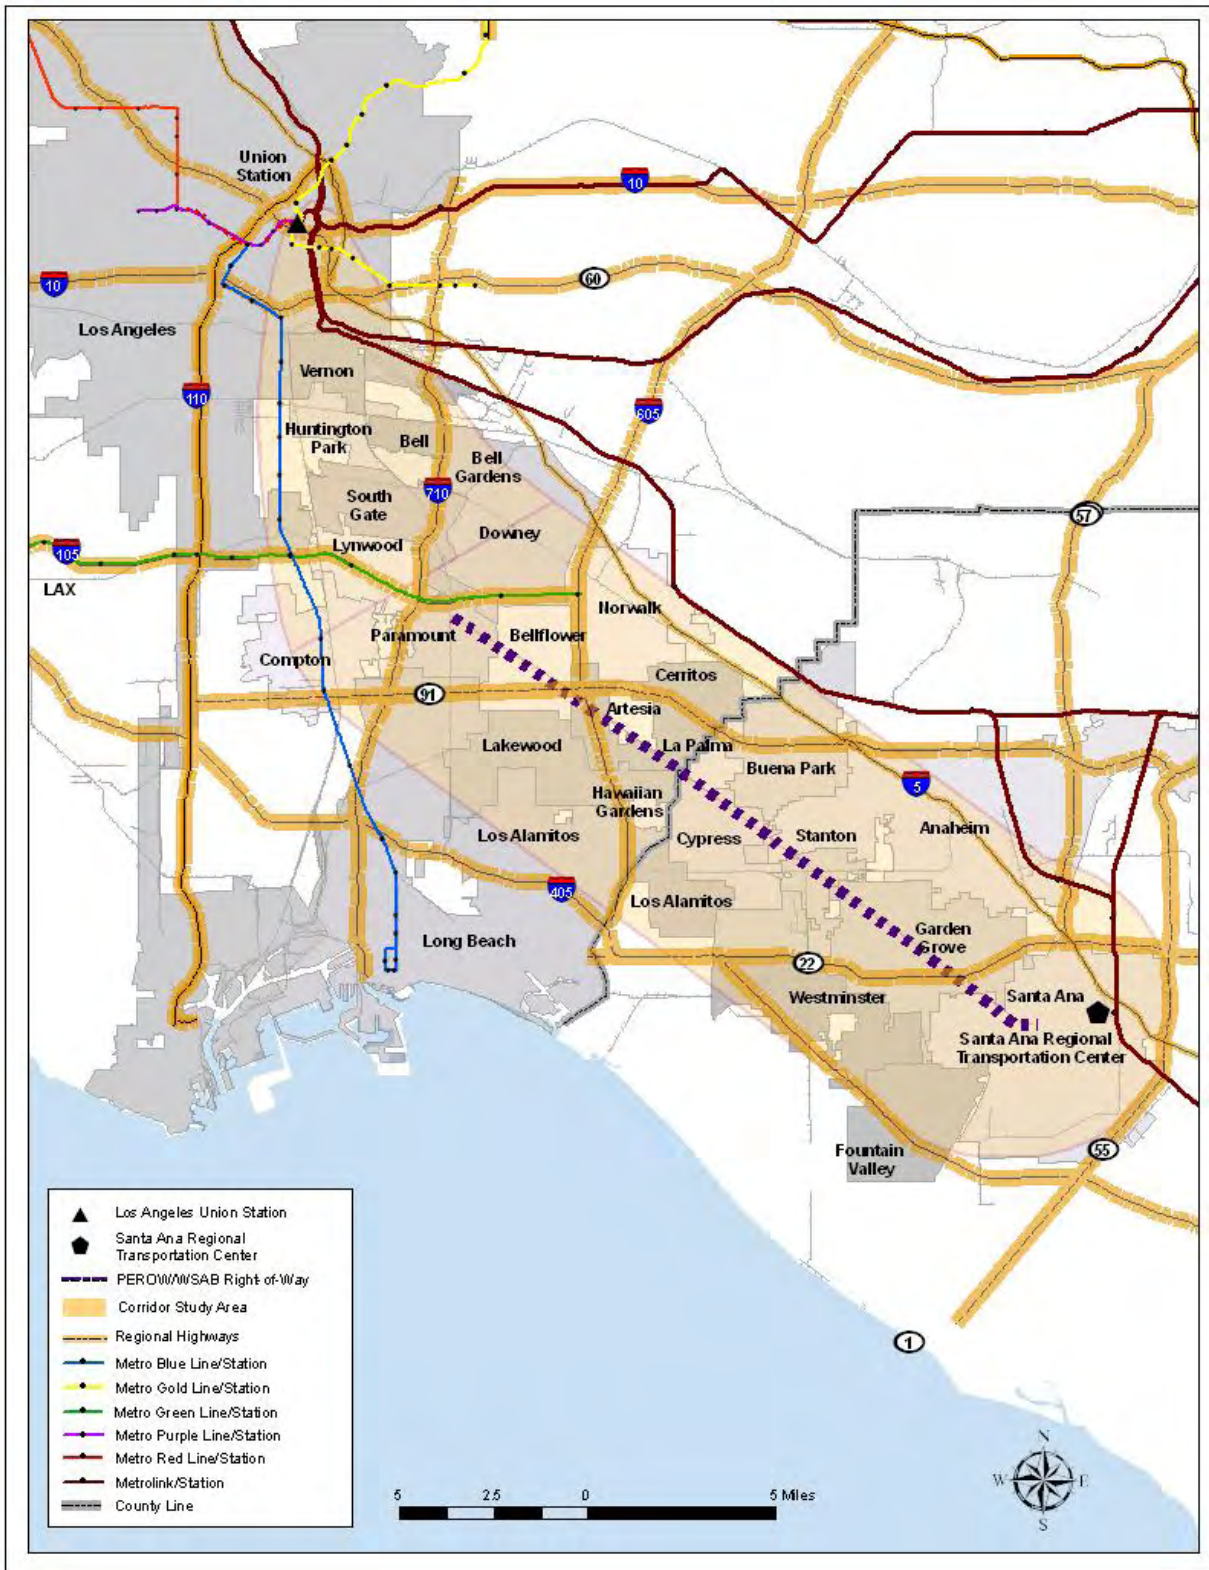 Union
Station
10
10
60
Los Angeles
Vernon
110
605
Huntington
Park
Bell
Bell
Gardens
710
South
Gate
57
Downey
Lynwood
105
LAX
Norwalk
Paramount
Bellflower
Compton
Cerritos
91
Artesia
Lakewood
La Palma
Buena Park
5
Hawaiian
Gardens
Los Alamitos
Cypress
Stanton
Anaheim
405
Los Alamitos
Long Beach
Garden
Grove
22
Westminster
Santa Ana
Santa Ana Regional
Transportation Center
55
Fountain
Valley
1
Los Angeles Union Station
Santa Ana Regional
Transportation Center
PEROW/WSAB Right-of-Way
Corridor Study Area
Regional Highways
Metro Blue Line/Station
Metro Gold Line/Station
Metro Green Line/Station
Metro Purple Line/Station
Metro Red Line/Station
Metrolink/Station
County Line
5 2.5 0 5 Miles
N
W E
S